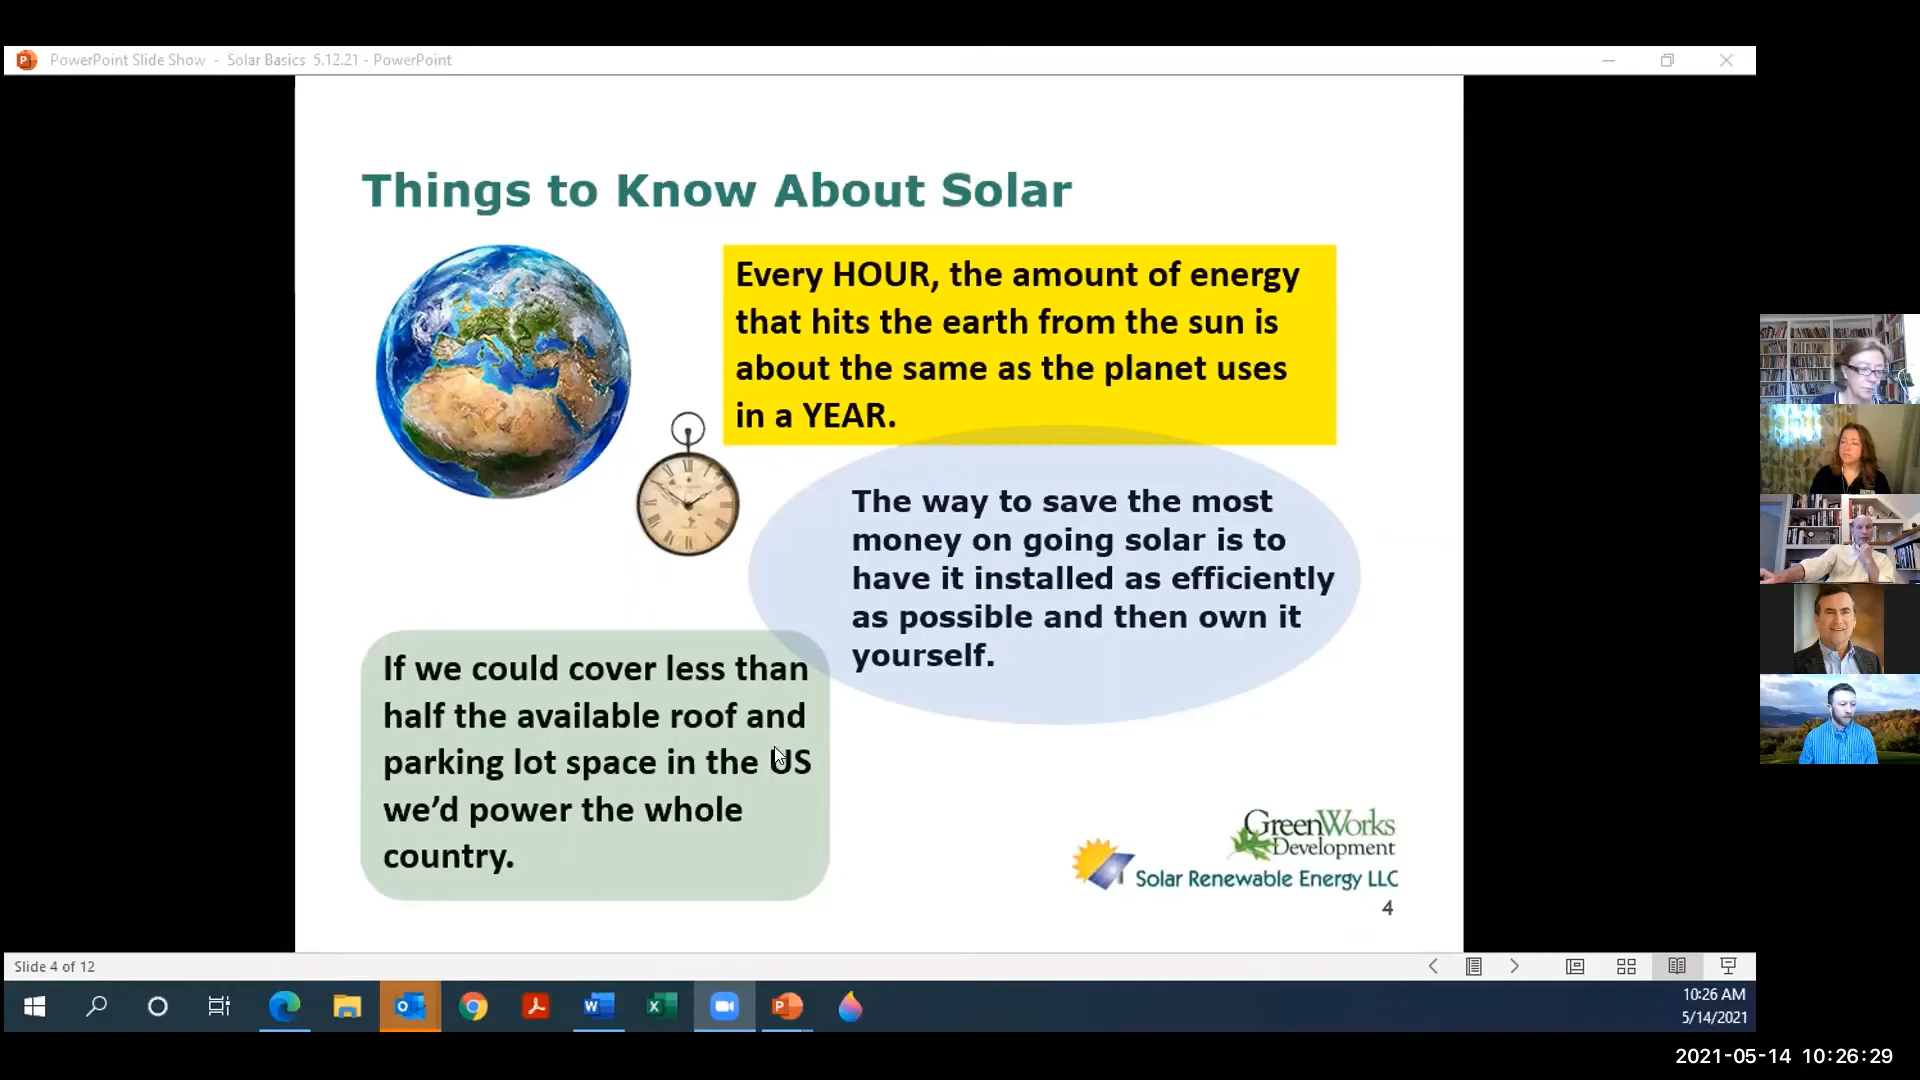 PowerPoint Slide Show - Solar Basics 5.12.21 - PowerPoint
Things to Know About Solar
Every HOUR, the amount of energy
that hits the earth from the sun is
about the same as the planet uses
in a YEAR.
The way to save the most
money on going solar is to
have it installed as efficiently
as possible and then own it
yourself.
If we could cover less than
half the available roof and
parking lot space in the US
we’d power the whole
country.
GreenWorks
Development
Solar Renewable Energy LLC
4
Slide 4 of 12
10:26 AM
5/14/2021
2021-05-14 10:26:29